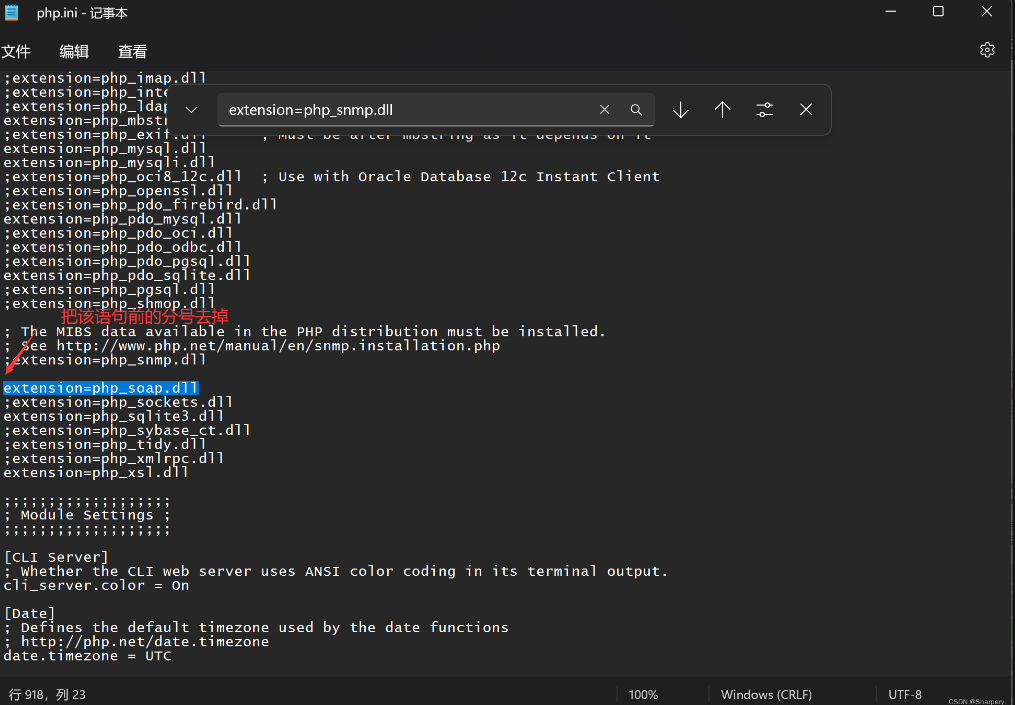 php.ini - 记事本
文件 编辑 查看
;extension=php_imap.dll
;extension=php_inte
;extension=php_ldap
extension=php_mbstr
extension=php_snmp.dll
;extension=php_exif.dll ; Must be after mbstring as it depends on it
extension=php_mysql.dll
extension=php_mysqli.dll
;extension=php_oci8_12c.dll ; Use with Oracle Database 12c Instant Client
;extension=php_openssl.dll
;extension=php_pdo_firebird.dll
extension=php_pdo_mysql.dll
;extension=php_pdo_oci.dll
;extension=php_pdo_odbc.dll
;extension=php_pdo_pgsql.dll
extension=php_pdo_sqlite.dll
;extension=php_pgsql.dll
;extension=php_shmop.dll
把该语句前的分号去掉
; The MIBS data available in the PHP distribution must be installed.
; See http://www.php.net/manual/en/snmp.installation.php
;extension=php_snmp.dll
extension=php_soap.dll
;extension=php_sockets.dll
extension=php_sqlite3.dll
;extension=php_sybase_ct.dll
;extension=php_tidy.dll
;extension=php_xmlrpc.dll
extension=php_xsl.dll
;;;;;;;;;;;;;;;;;;;
; Module Settings ;
;;;;;;;;;;;;;;;;;;;
[CLI Server]
; Whether the CLI web server uses ANSI color coding in its terminal output.
cli_server.color = On
[Date]
; Defines the default timezone used by the date functions
; http://php.net/date.timezone
date.timezone = UTC
行 918，列 23 100% Windows (CRLF) UTF-8
CSDN @Sharpery